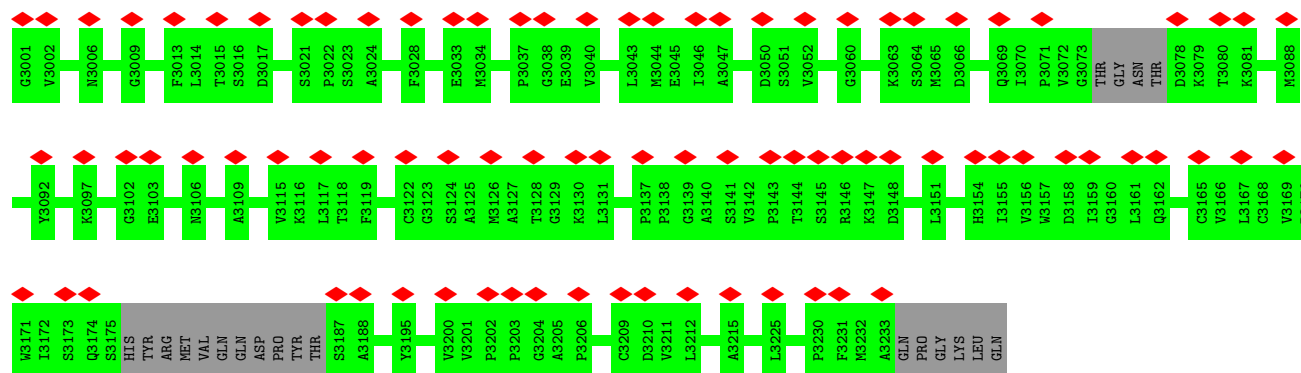 G3001 V3002 N3006 G3009 F3013 L3014 T3015 S3016 D3017 S3021 P3022 S3023 A3024 F3028 E3033 M3034 P3037 G3038 E3039 V3040 L3043 M3044 E3045 I3046 A3047 D3050 S3051 V3052 G3060 K3063 S3064 M3065 D3066 Q3069 I3070 P3071 V3072 G3073 THR GLY ASN THR D3078 K3079 T3080 K3081 M3088
Y3092 K3097 G3102 E3103 N3106 A3109 V3115 K3116 L3117 T3118 F3119 C3122 G3123 S3124 A3125 M3126 A3127 T3128 G3129 K3130 L3131 P3137 P3138 G3139 A3140 S3141 V3142 P3143 T3144 S3145 R3146 K3147 D3148 L3151 H3154 I3155 V3156 W3157 D3158 I3159 G3160 L3161 Q3162 C3165 V3166 L3167 C3168 V3169
W3171 I3172 S3173 Q3174 S3175 HIS TYR ARG MET VAL GLN GLN ASP PRO TYR THR S3187 A3188 Y3195 V3200 V3201 P3202 P3203 G3204 A3205 P3206 C3209 D3210 V3211 L3212 A3215 L3225 P3230 F3231 M3232 A3233 GLN PRO GLY LYS LEU GLN